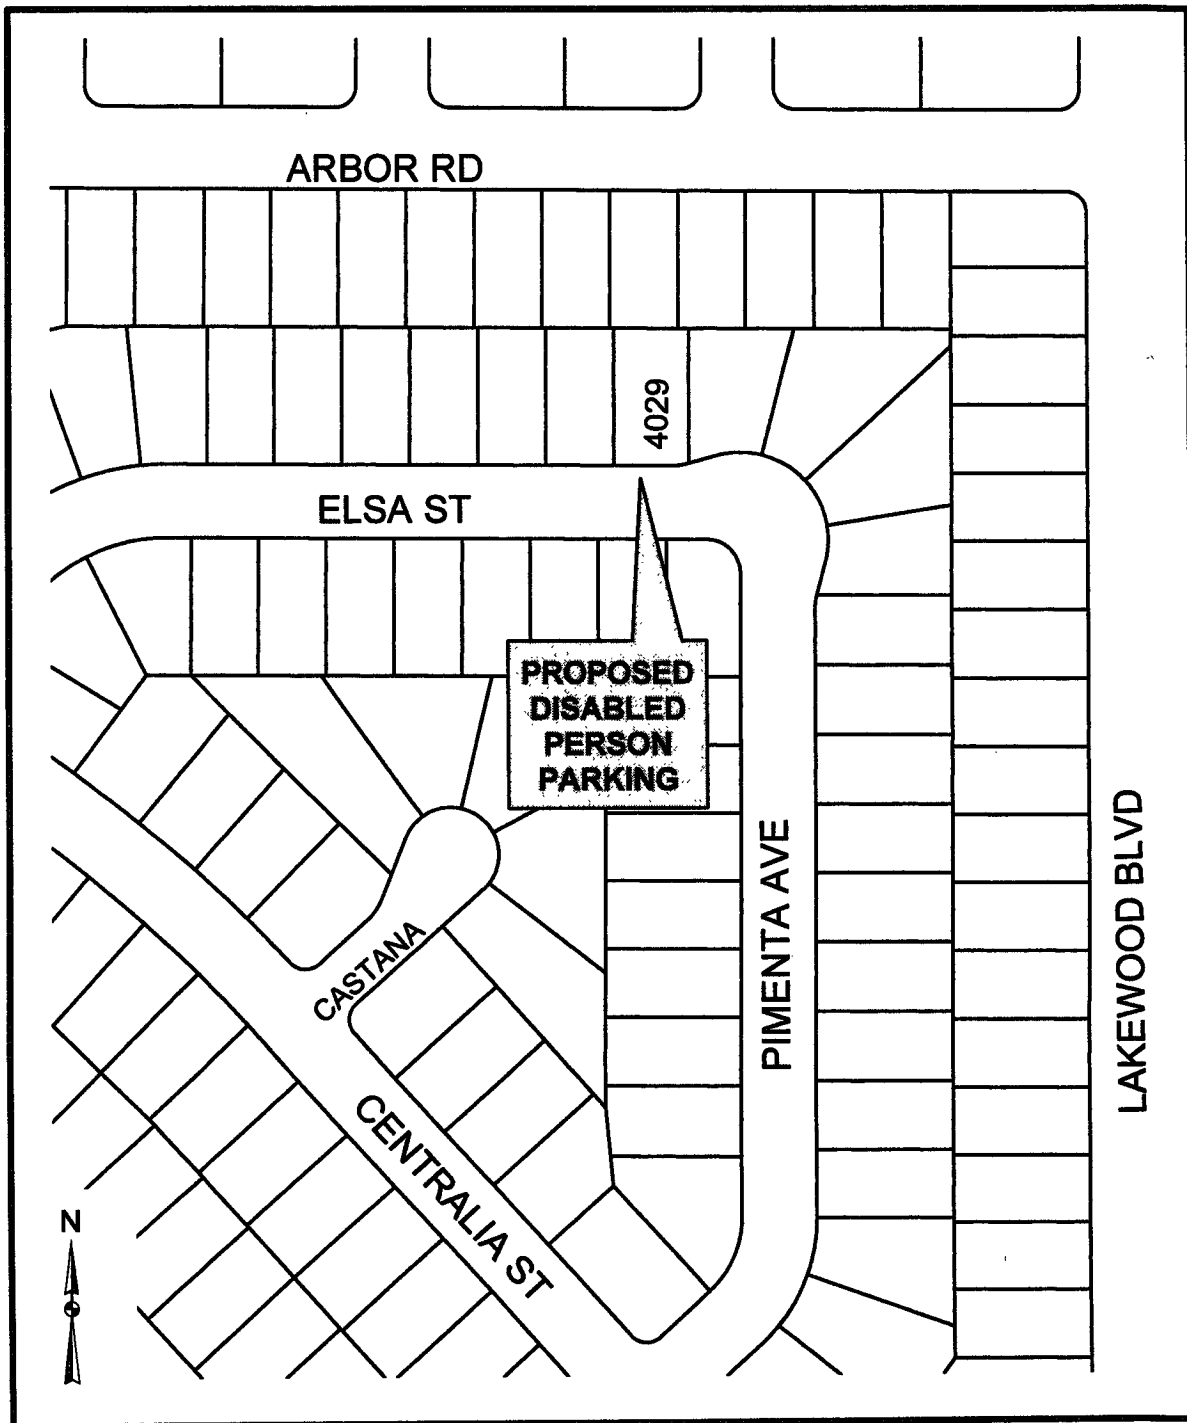 ARBOR RD
4029
ELSA ST
PROPOSED
DISABLED
PERSON
PARKING
PIMENTA AVE
LAKEWOOD BLVD
CASTANA
CENTRALIA ST
N